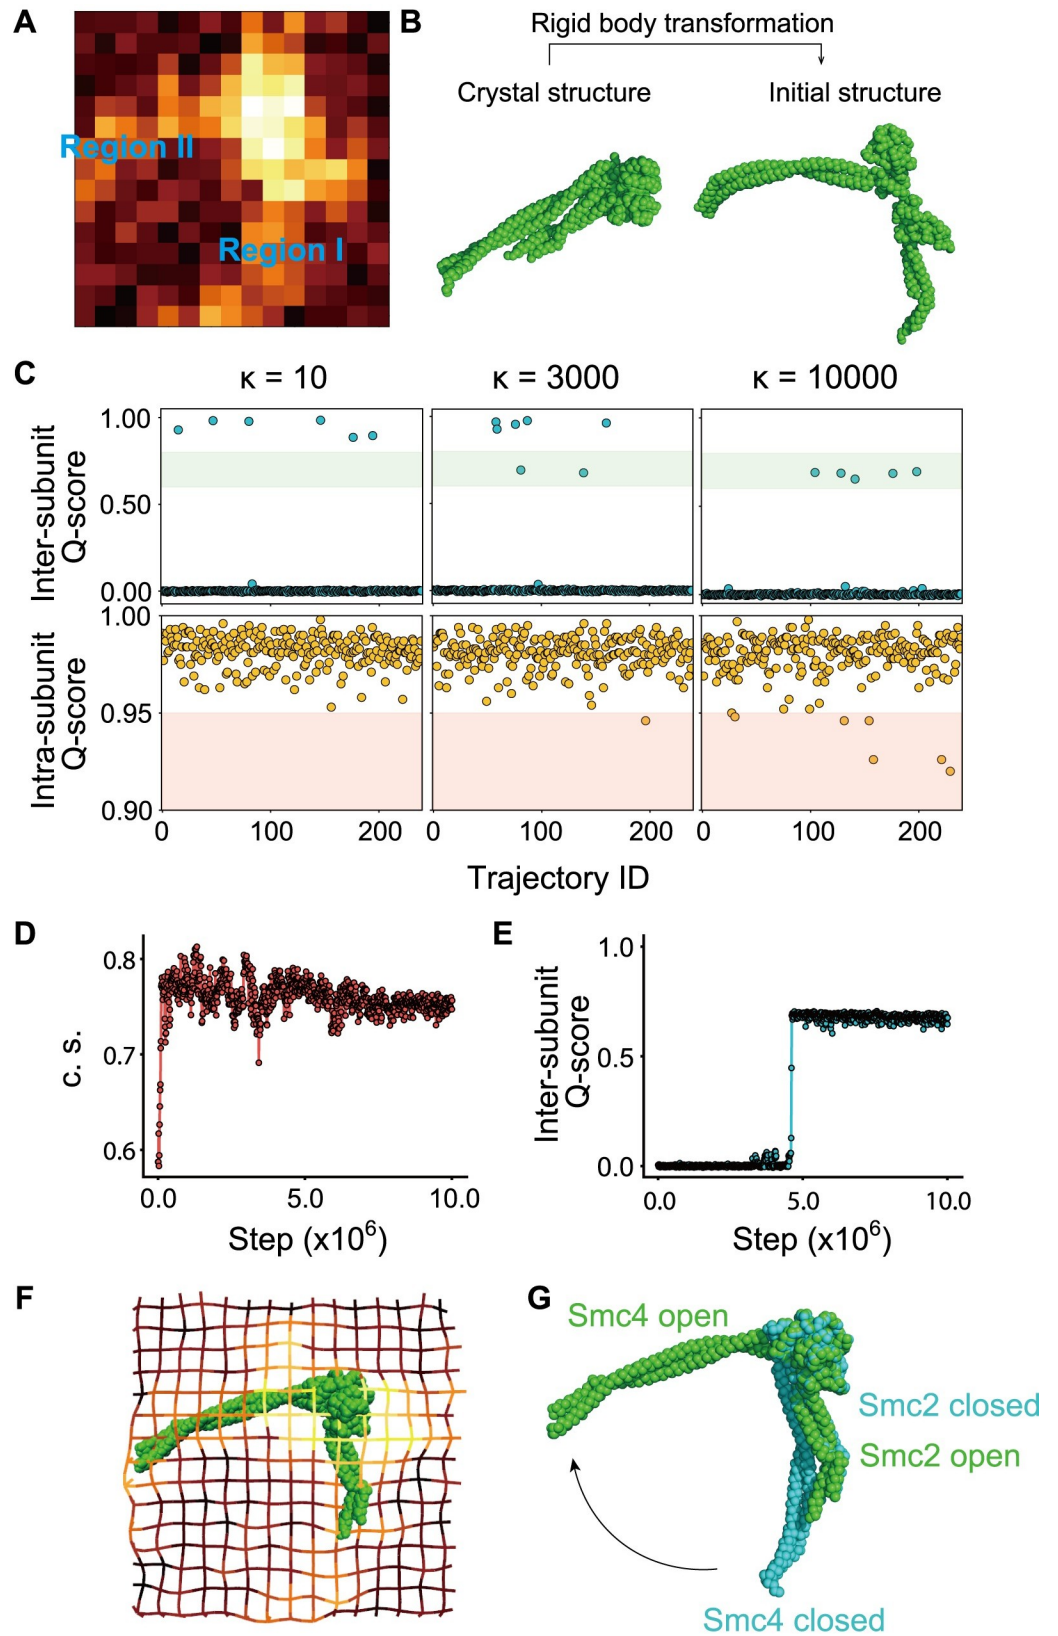 A
B
Rigid body transformation
Crystal structure
Initial structure
Region II
Region I
C
κ = 10
κ = 3000
κ = 10000
Inter-subunit
Q-score
1.00
0.50
0.00
Intra-subunit
Q-score
1.00
0.95
0.90
0 100 200
0 100 200
0 100 200
Trajectory ID
D
c. s.
0.8
0.7
0.6
0.0 5.0 10.0
Step (x10⁶)
E
Inter-subunit
Q-score
1.0
0.5
0.0
0.0 5.0 10.0
Step (x10⁶)
F
G
Smc4 open
Smc2 closed
Smc2 open
Smc4 closed